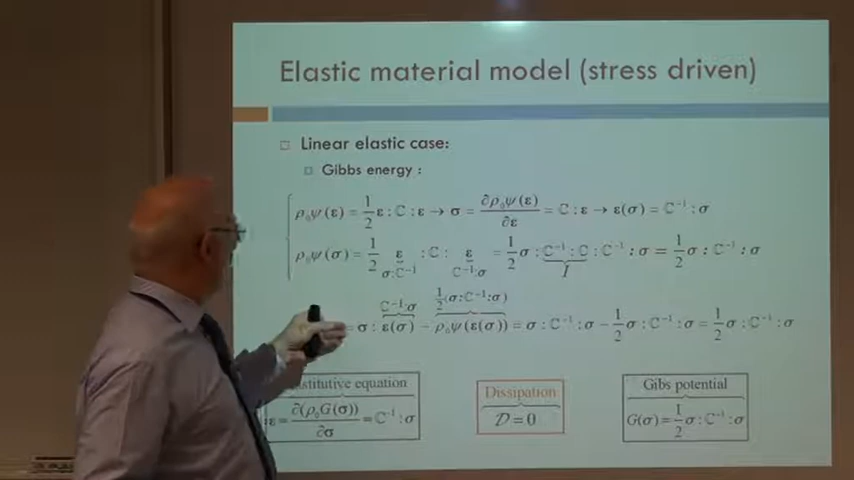 Elastic material model (stress driven)
Linear elastic case:
Gibbs energy :
ρ₀ψ(ε) = 1/2 ε : ℂ : ε → σ = ∂ρ₀ψ(ε)/∂ε = ℂ : ε → ε(σ) = ℂ⁻¹ : σ
ρ₀ψ(σ) = 1/2 ε : ℂ : ε = 1/2 σ : ℂ⁻¹ : ℂ : ℂ⁻¹ : σ = 1/2 σ : ℂ⁻¹ : σ
σ:ℂ⁻¹ ℂ⁻¹:σ I
ℂ⁻¹:σ 1/2(σ:ℂ⁻¹:σ)
= σ : ε(σ) − ρ₀ψ(ε(σ)) = σ : ℂ⁻¹ : σ − 1/2 σ : ℂ⁻¹ : σ = 1/2 σ : ℂ⁻¹ : σ
equation Dissipation Gibbs potential
ε = ∂(ρ₀G(σ))/∂σ = ℂ⁻¹ : σ 𝒟 = 0 G(σ) = 1/2 σ : ℂ⁻¹ : σ